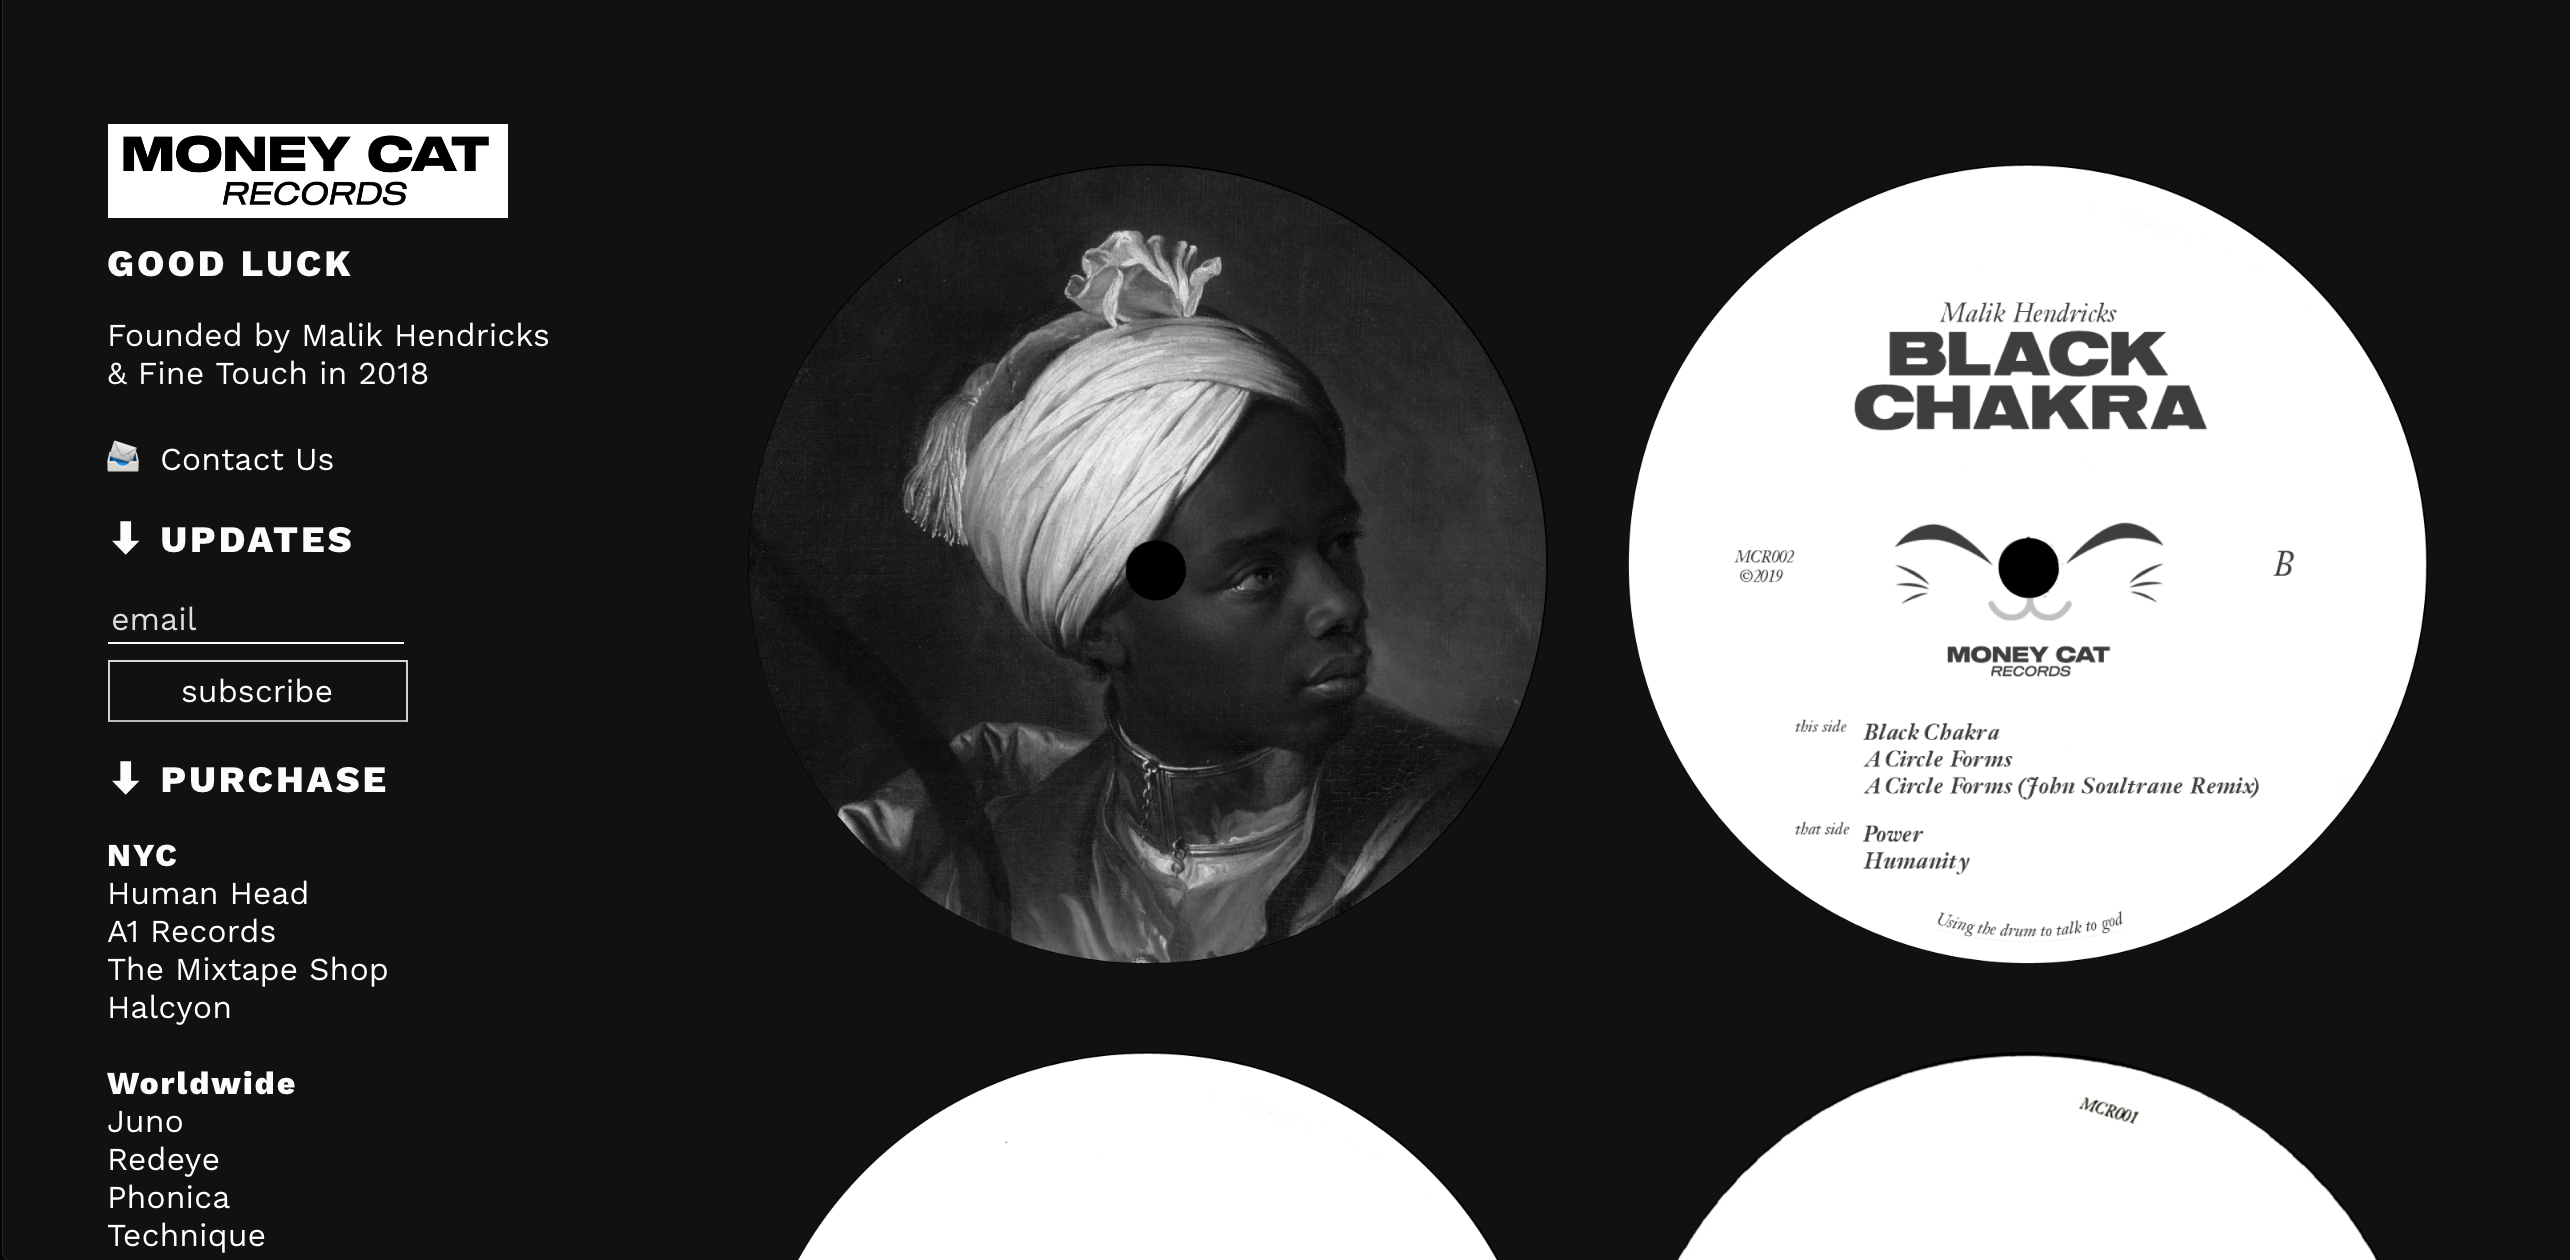 MONEY CAT
RECORDS
GOOD LUCK
Founded by Malik Hendricks
& Fine Touch in 2018
Contact Us
UPDATES
email
subscribe
PURCHASE
NYC
Human Head
A1 Records
The Mixtape Shop
Halcyon
Worldwide
Juno
Redeye
Phonica
Technique
Malik Hendricks
BLACK
CHAKRA
MCR002
©2019
B
MONEY CAT
RECORDS
this side Black Chakra
A Circle Forms
A Circle Forms (John Soultrane Remix)
that side Power
Humanity
Using the drum to talk to god
MCR001